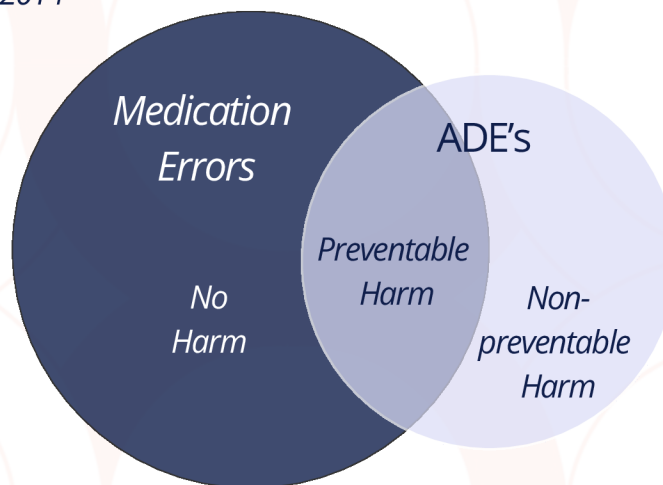 Medication
Errors
ADE's
Preventable
Harm
No
Harm
Non-
preventable
Harm